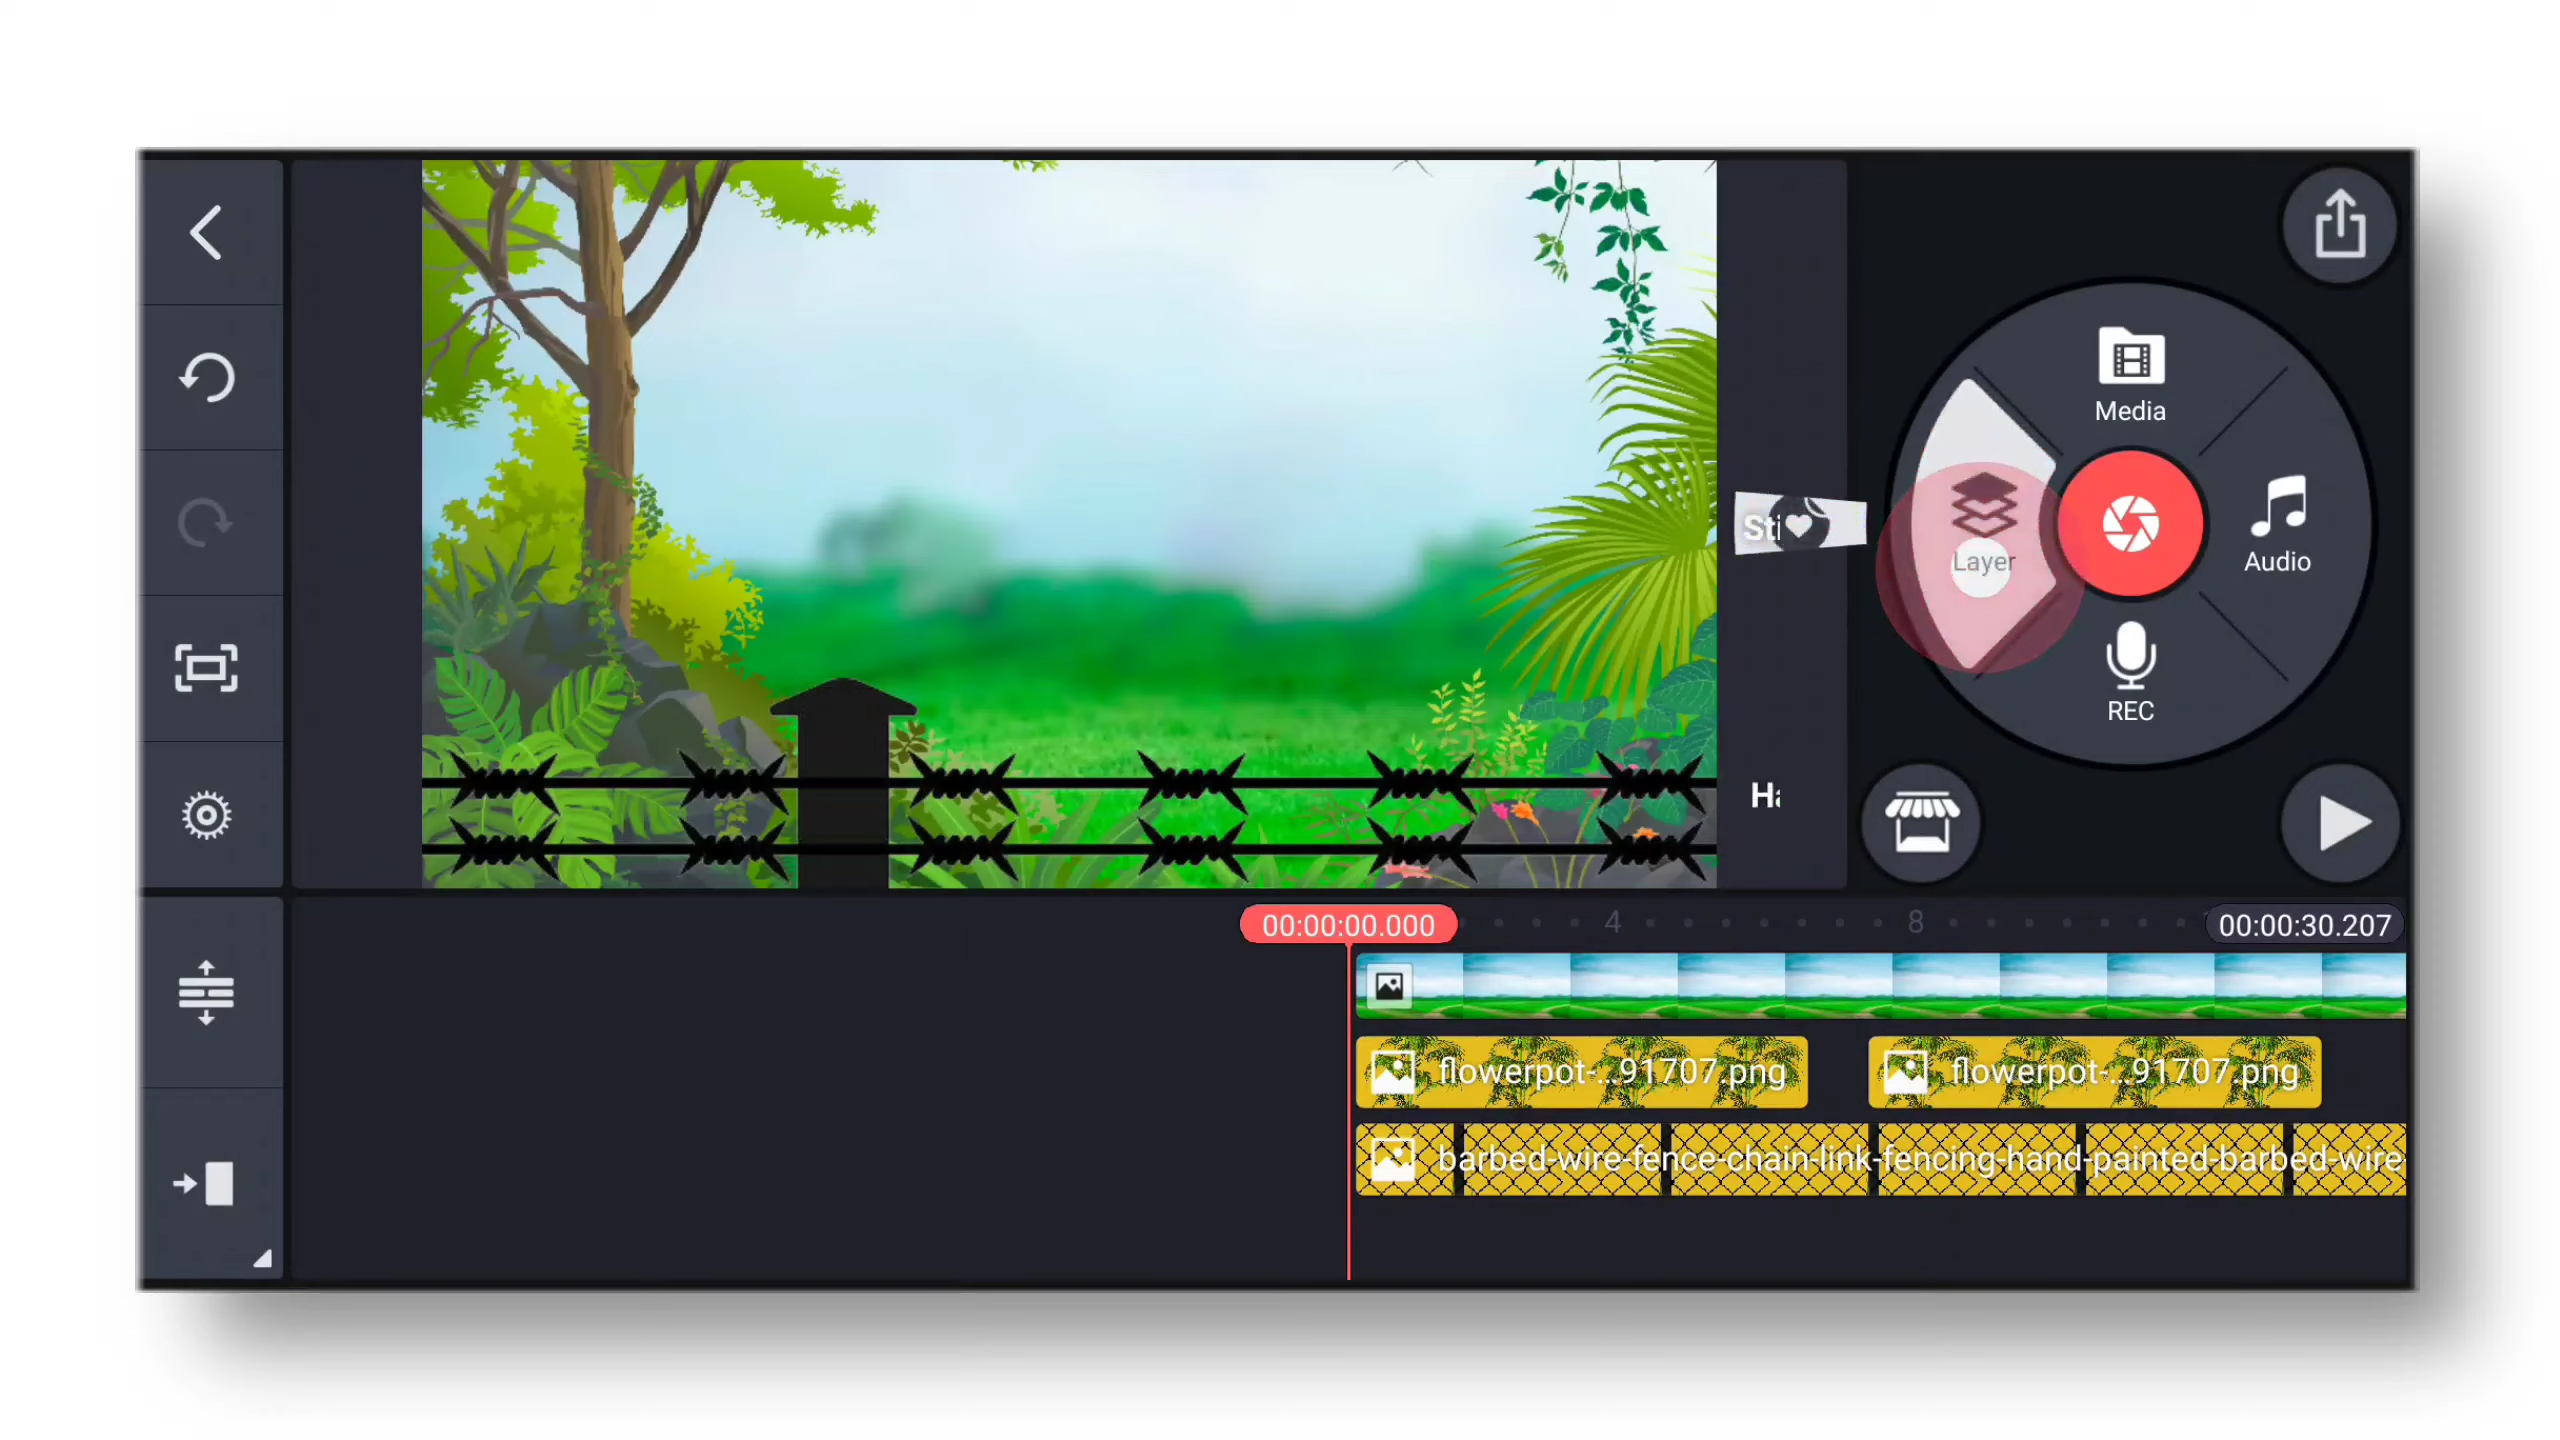 Media
Layer
Audio
REC
00:00:00.000
4
8
00:00:30.207
flowerpot-...91707.png
flowerpot-...91707.png
barbed-wire-fence-chain-link-fencing-hand-painted-barbed-wire-